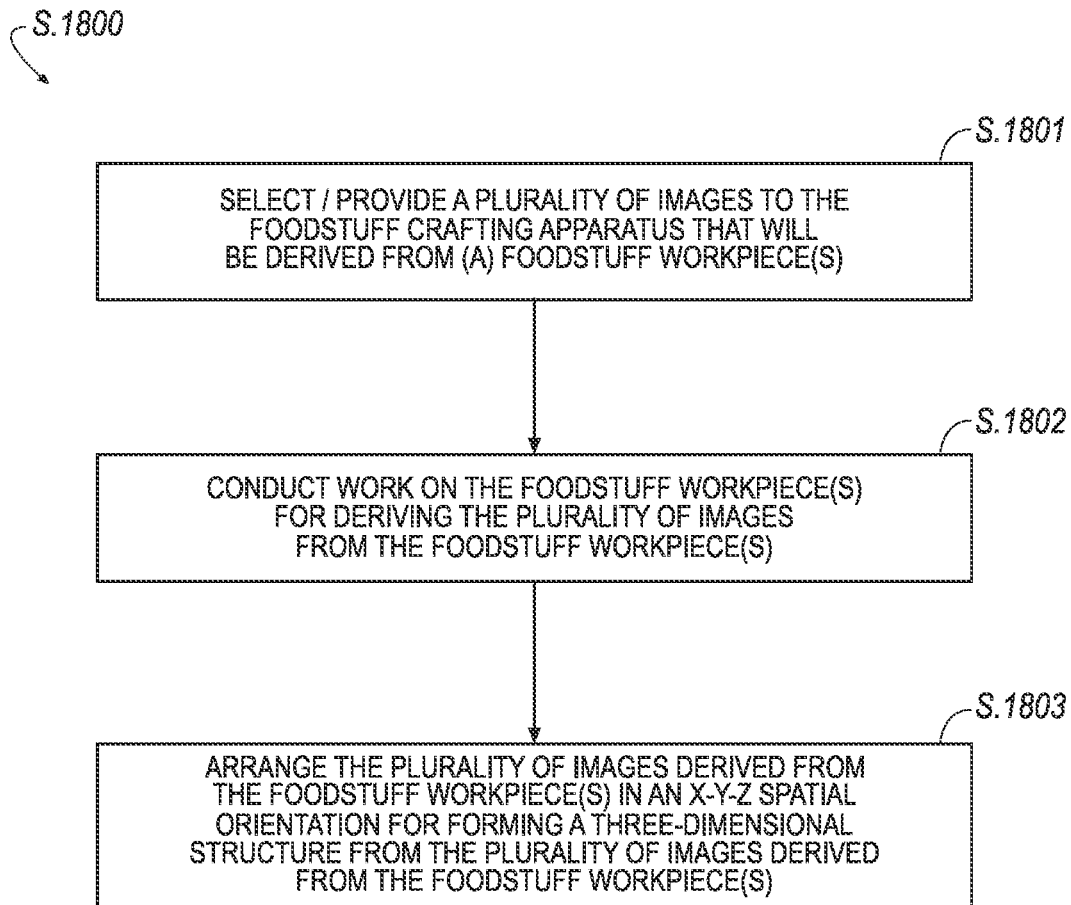 S.1800
S.1801
SELECT / PROVIDE A PLURALITY OF IMAGES TO THE
FOODSTUFF CRAFTING APPARATUS THAT WILL
BE DERIVED FROM (A) FOODSTUFF WORKPIECE(S)
S.1802
CONDUCT WORK ON THE FOODSTUFF WORKPIECE(S)
FOR DERIVING THE PLURALITY OF IMAGES
FROM THE FOODSTUFF WORKPIECE(S)
S.1803
ARRANGE THE PLURALITY OF IMAGES DERIVED FROM
THE FOODSTUFF WORKPIECE(S) IN AN X-Y-Z SPATIAL
ORIENTATION FOR FORMING A THREE-DIMENSIONAL
STRUCTURE FROM THE PLURALITY OF IMAGES DERIVED
FROM THE FOODSTUFF WORKPIECE(S)